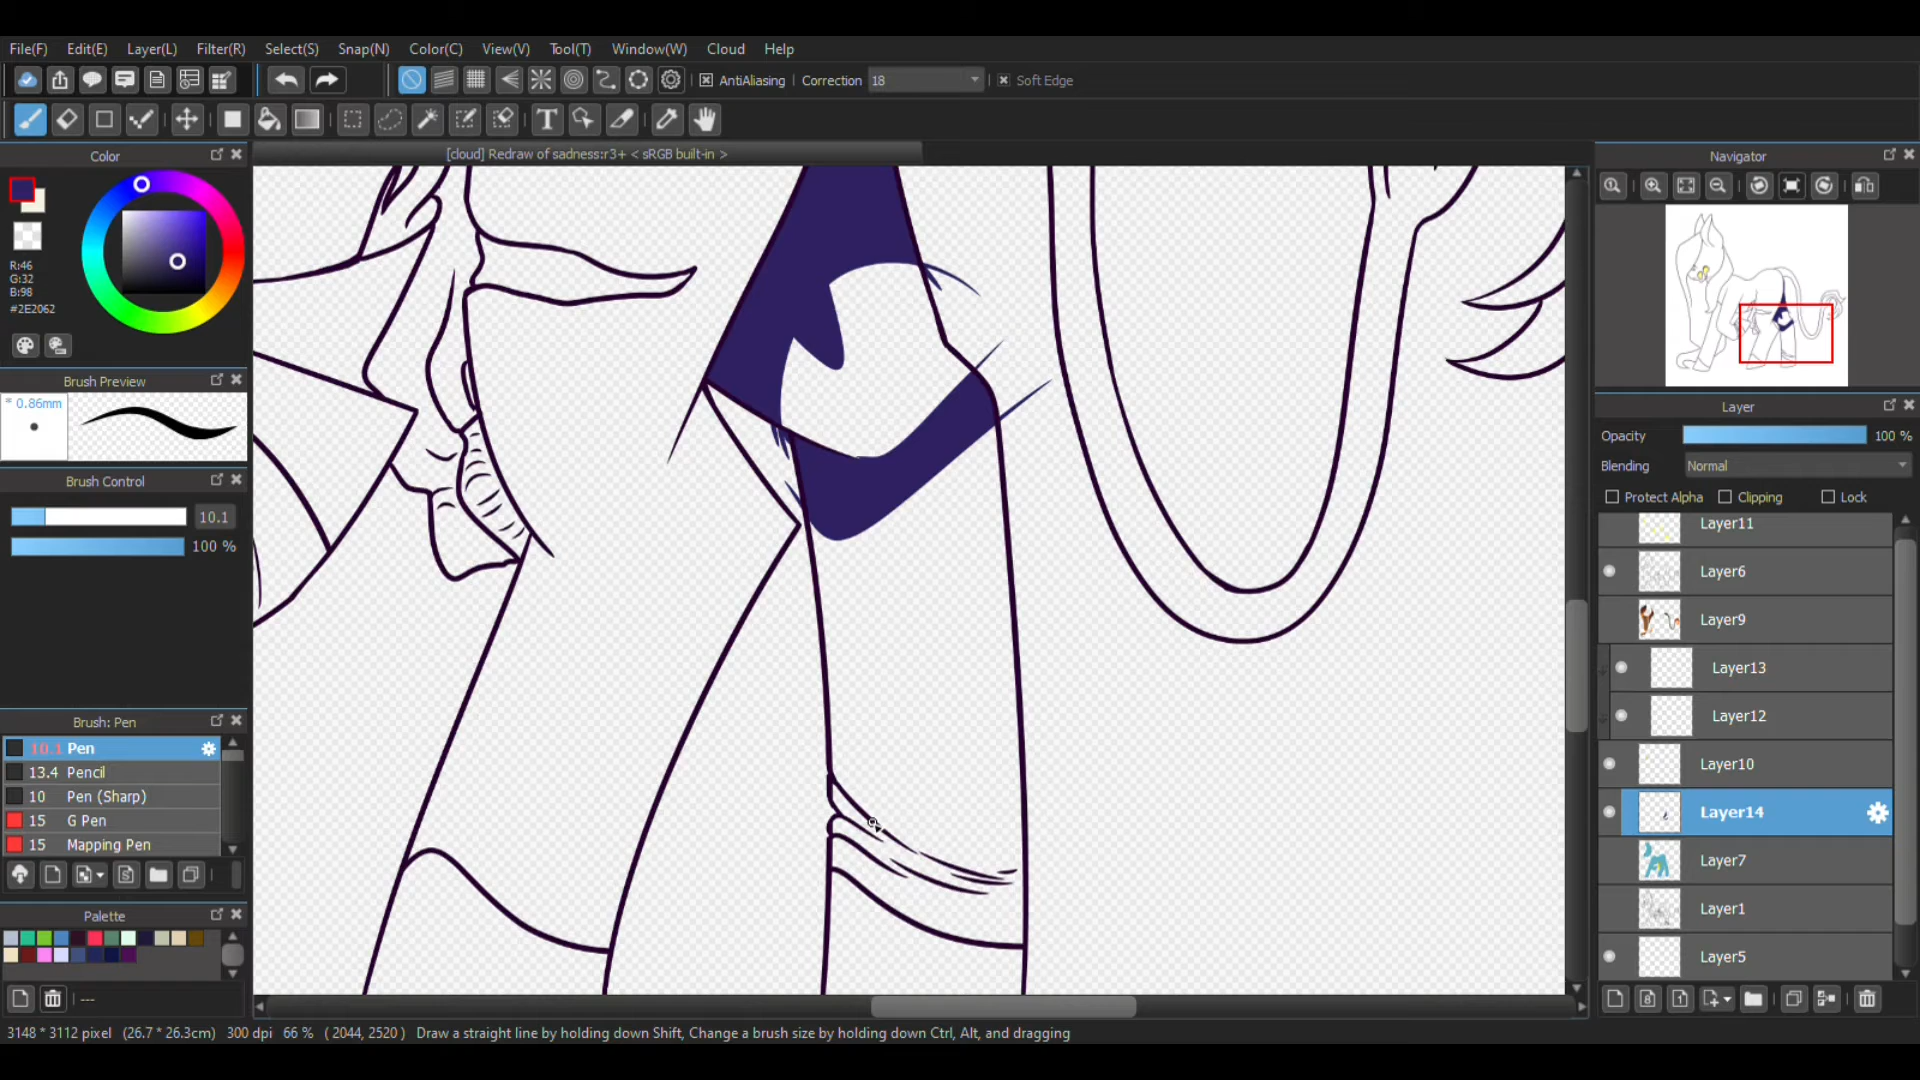 File(F) Edit(E) Layer(L) Filter(R) Select(S) Snap(N) Color(C) View(V) Tool(T) Window(W) Cloud Help
AntiAliasing Correction 18 Soft Edge
T
[cloud] Redraw of sadness:r3+ < sRGB built-in >
Color
R:46
G:32
B:98
#2E2062
Brush Preview
* 0.86mm
Brush Control
10.1
100 %
Brush: Pen
10.1 Pen
13.4 Pencil
10 Pen (Sharp)
15 G Pen
15 Mapping Pen
Palette
---
Navigator
Layer
Opacity 100 %
Blending Normal
Protect Alpha Clipping Lock
Layer11
Layer6
Layer9
Layer13
Layer12
Layer10
Layer14
Layer7
Layer1
Layer5
3148 * 3112 pixel (26.7 * 26.3cm) 300 dpi 66 % ( 2044, 2520 ) Draw a straight line by holding down Shift, Change a brush size by holding down Ctrl, Alt, and dragging